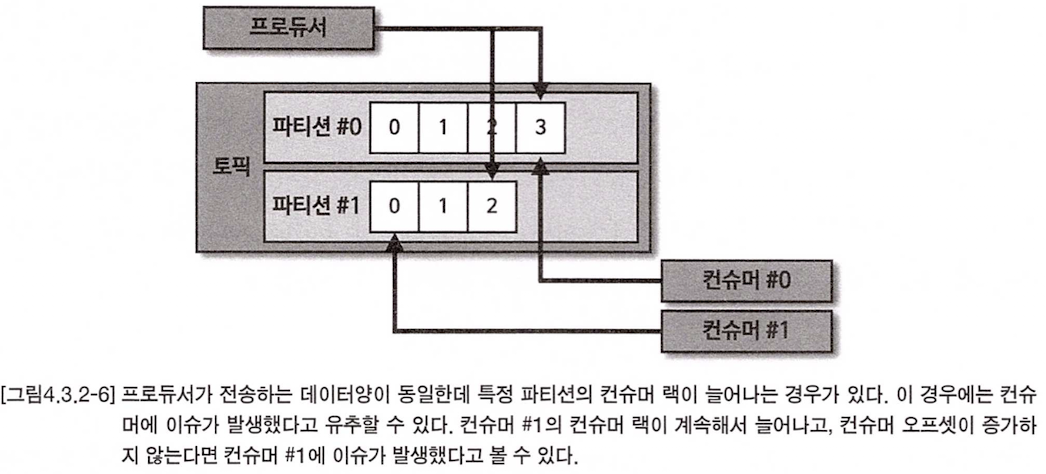 프로듀서
토픽
파티션 #0 0 1 2 3
파티션 #1 0 1 2
컨슈머 #0
컨슈머 #1
[그림4.3.2-6] 프로듀서가 전송하는 데이터양이 동일한데 특정 파티션의 컨슈머 랙이 늘어나는 경우가 있다. 이 경우에는 컨슈
머에 이슈가 발생했다고 유추할 수 있다. 컨슈머 #1의 컨슈머 랙이 계속해서 늘어나고, 컨슈머 오프셋이 증가하
지 않는다면 컨슈머 #1에 이슈가 발생했다고 볼 수 있다.